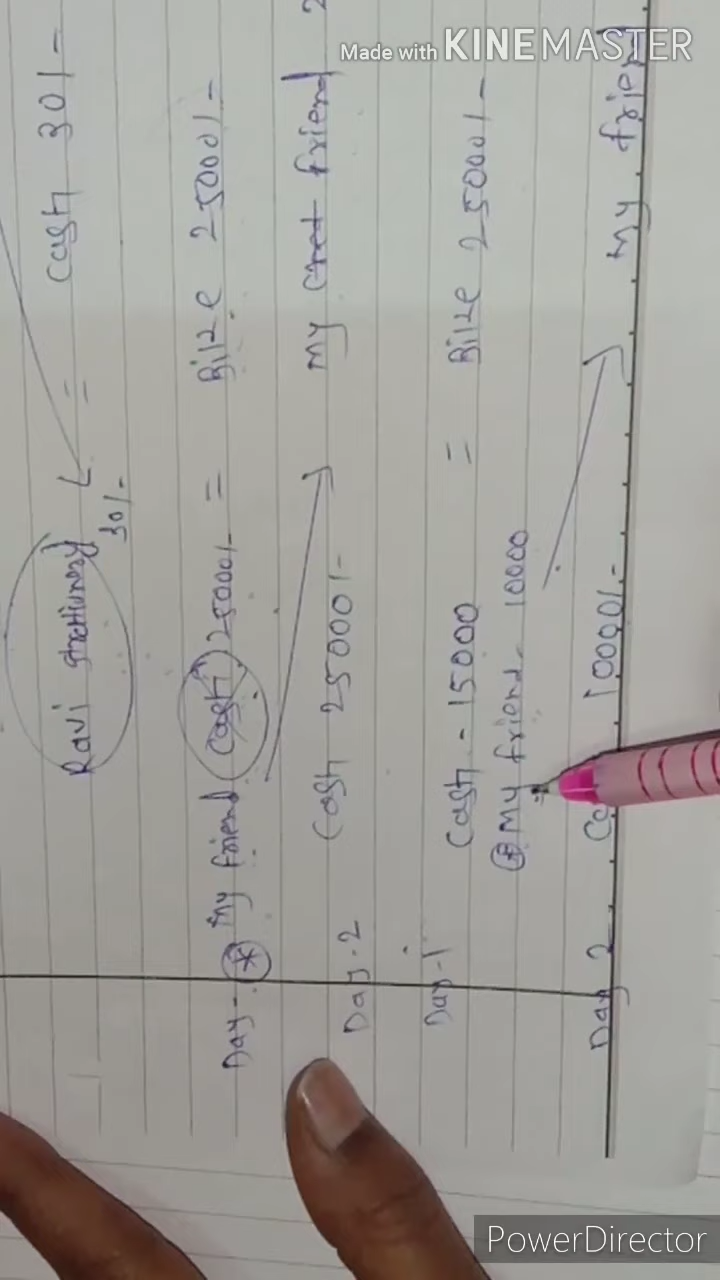 Made with KINEMASTER
Ravi stationery = cash 30/-
30/-
Day- * my friend cash 25000/- = Bike 25000/-
Day-2 Cash 25000/- my friend
Day-1 Cash - 15000 = Bike 25000/-
my friend - 10000
Day 2 10000/- my friend
PowerDirector